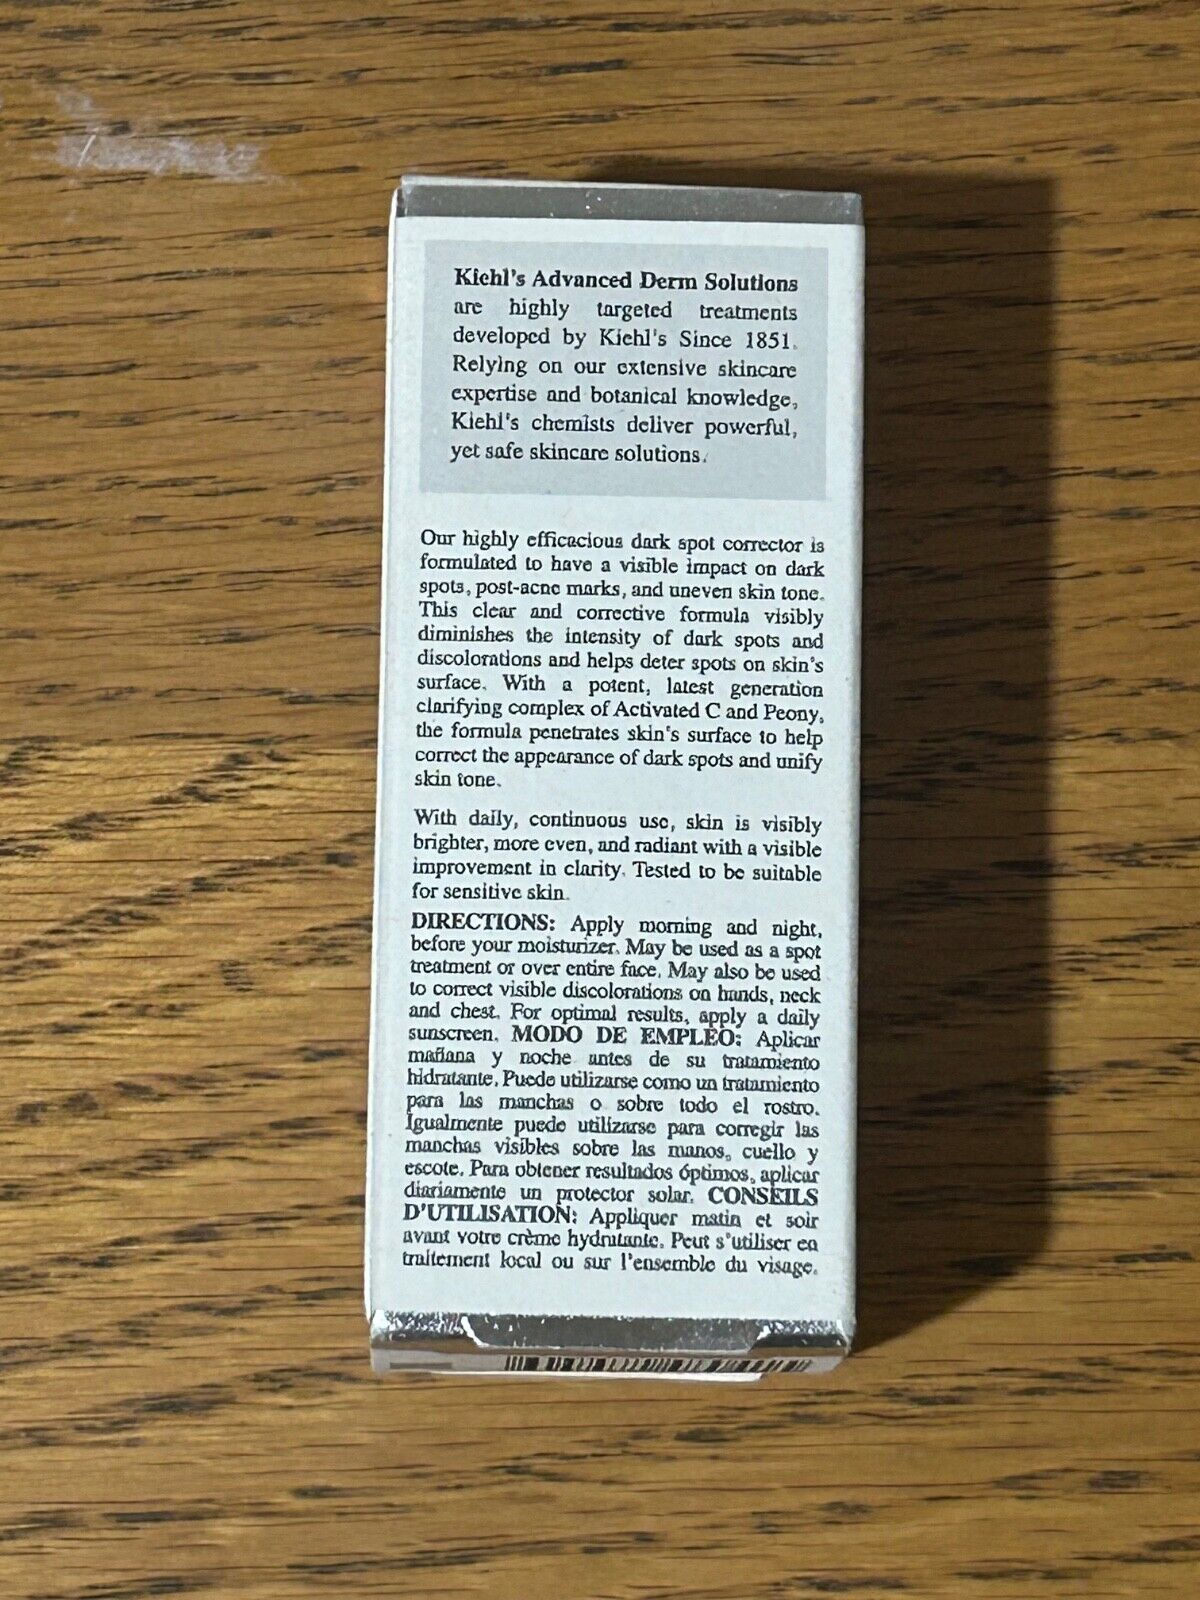 Kiehl's Advanced Derm Solutions
are highly targeted treatments
developed by Kiehl's Since 1851.
Relying on our extensive skincare
expertise and botanical knowledge,
Kiehl's chemists deliver powerful,
yet safe skincare solutions.
Our highly efficacious dark spot corrector is
formulated to have a visible impact on dark
spots, post-acne marks, and uneven skin tone.
This clear and corrective formula visibly
diminishes the intensity of dark spots and
discolorations and helps deter spots on skin's
surface. With a potent, latest generation
clarifying complex of Activated C and Peony,
the formula penetrates skin's surface to help
correct the appearance of dark spots and unify
skin tone.
With daily, continuous use, skin is visibly
brighter, more even, and radiant with a visible
improvement in clarity. Tested to be suitable
for sensitive skin.
DIRECTIONS: Apply morning and night,
before your moisturizer. May be used as a spot
treatment or over entire face. May also be used
to correct visible discolorations on hands, neck
and chest. For optimal results, apply a daily
sunscreen. MODO DE EMPLEO: Aplicar
mañana y noche antes de su tratamiento
hidratante. Puede utilizarse como un tratamiento
para las manchas o sobre todo el rostro.
Igualmente puede utilizarse para corregir las
manchas visibles sobre las manos, cuello y
escote. Para obtener resultados óptimos, aplicar
diariamente un protector solar. CONSEILS
D'UTILISATION: Appliquer matin et soir
avant votre crème hydratante. Peut s'utiliser en
traitement local ou sur l'ensemble du visage.